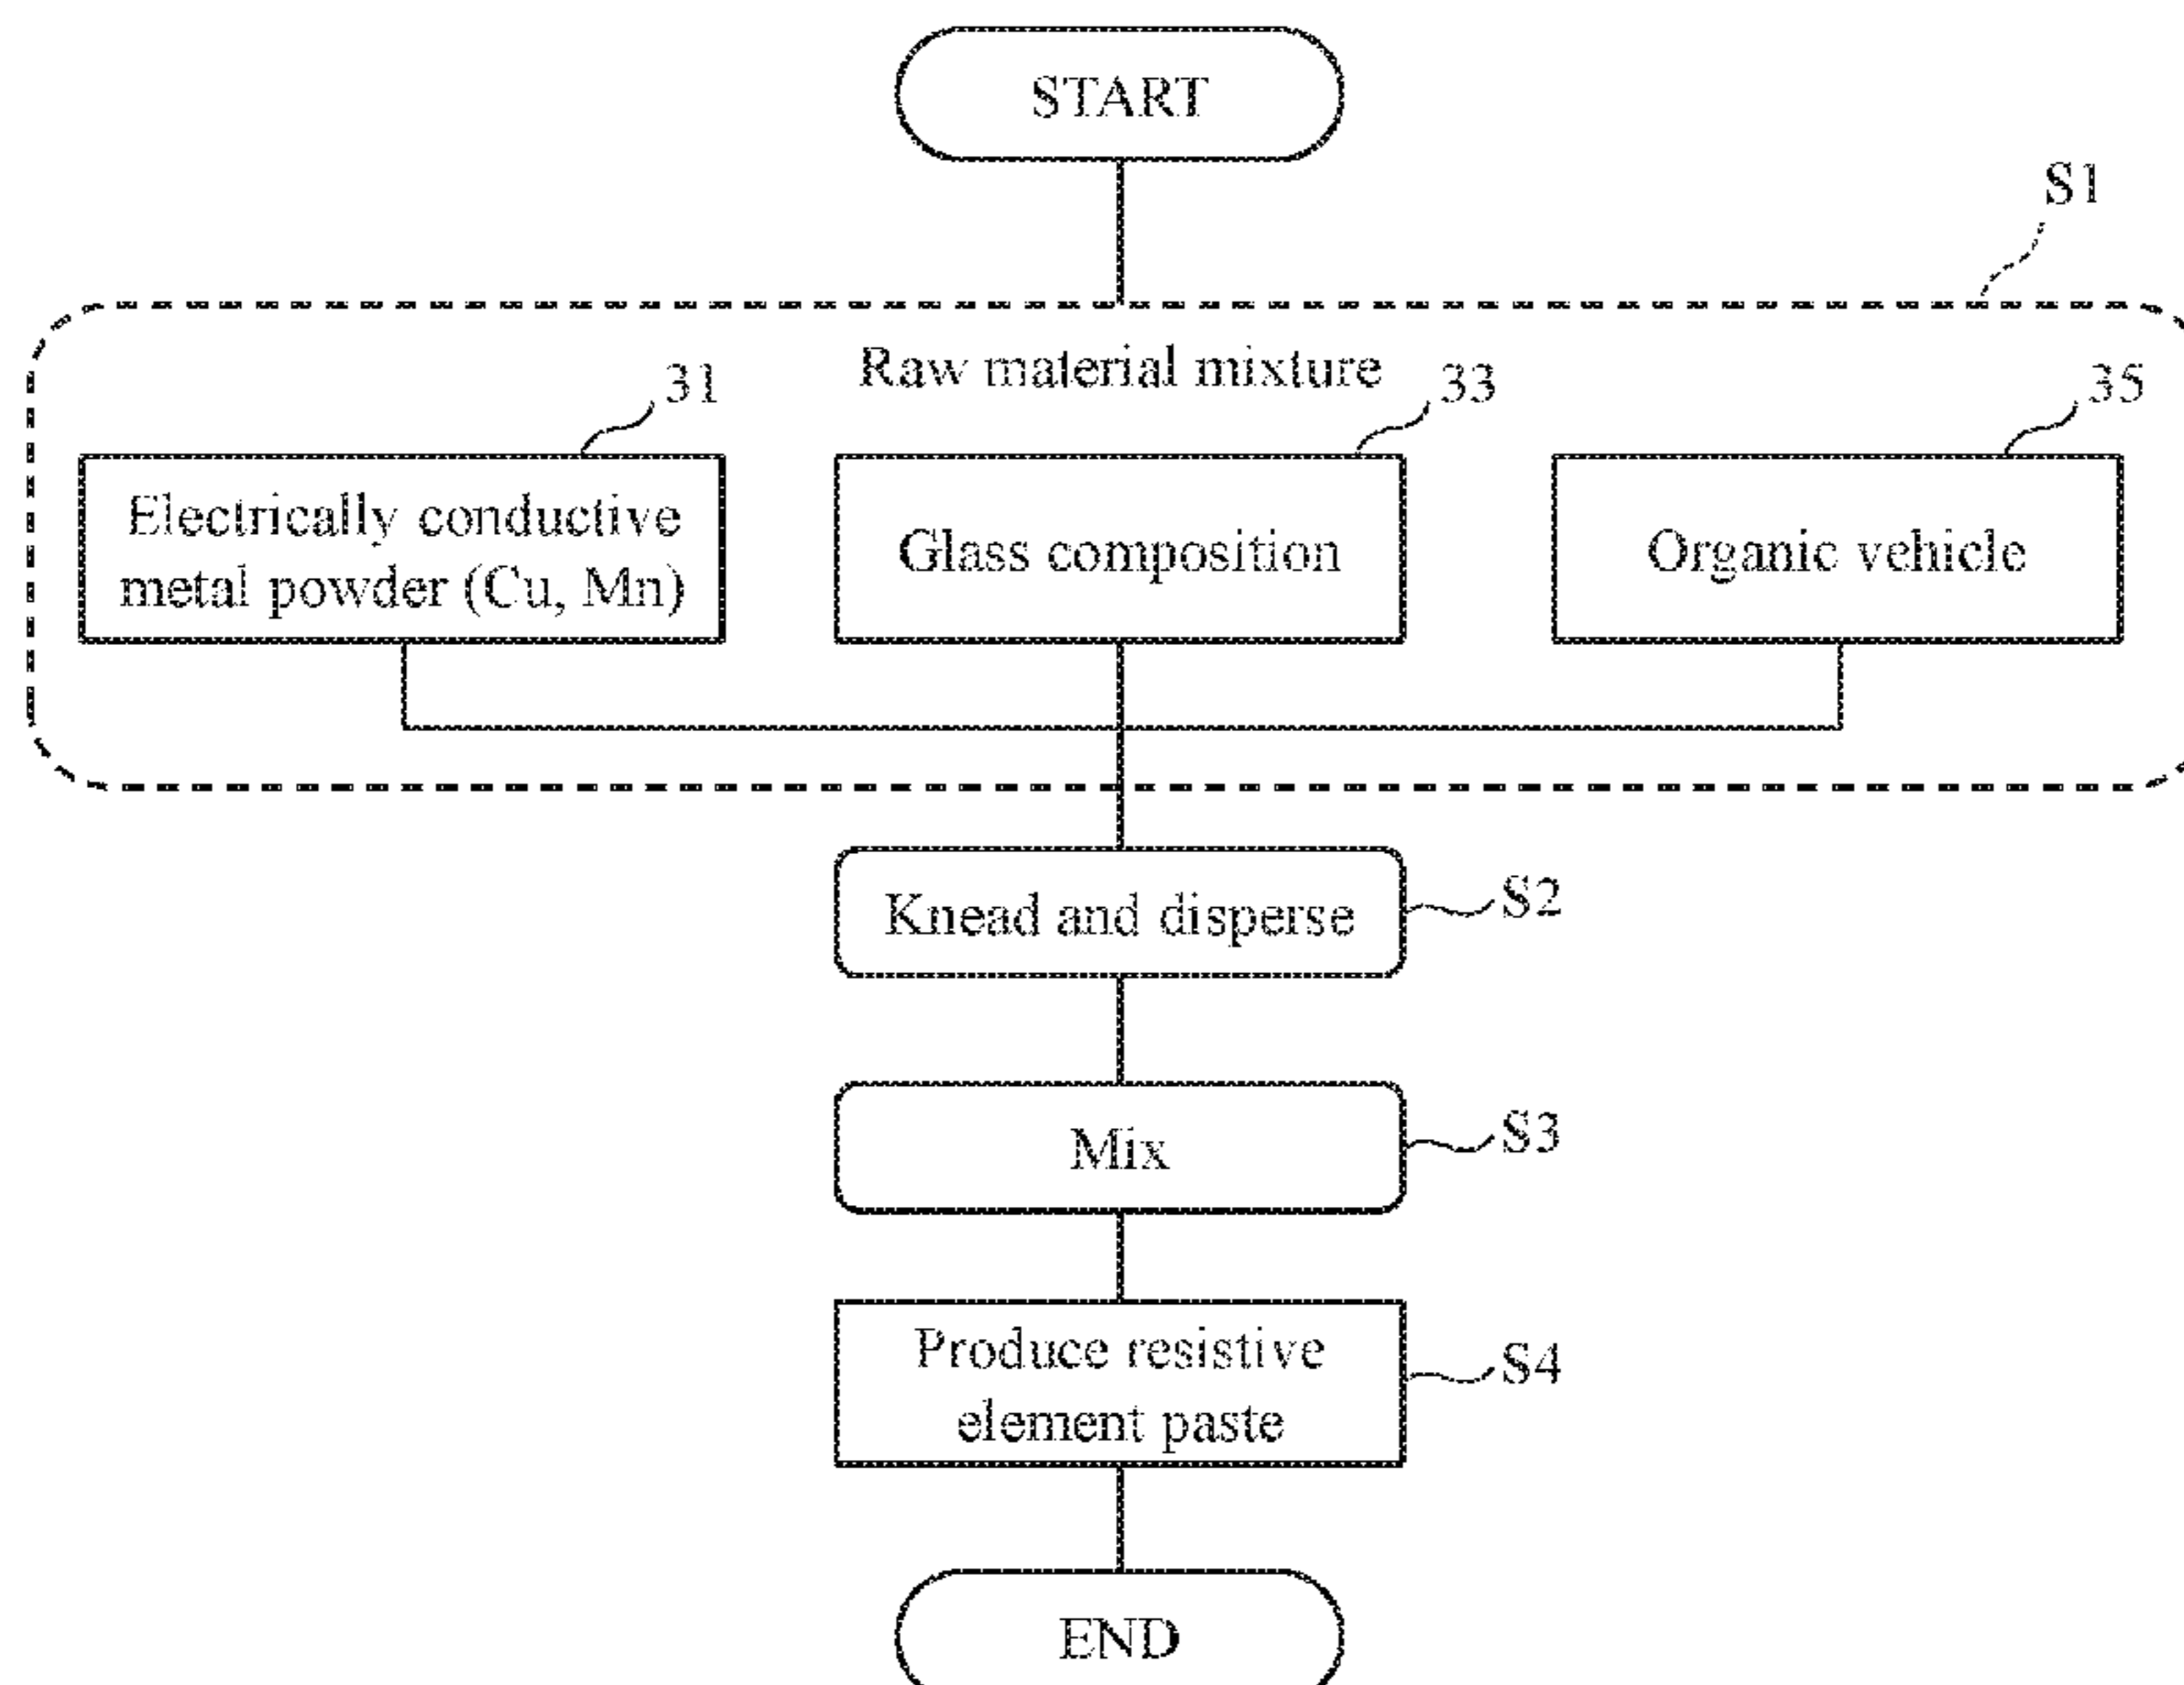 START
S1
Raw material mixture
31
33
35
Electrically conductive
metal powder (Cu, Mn)
Glass composition
Organic vehicle
Knead and disperse
S2
Mix
S3
Produce resistive
element paste
S4
END